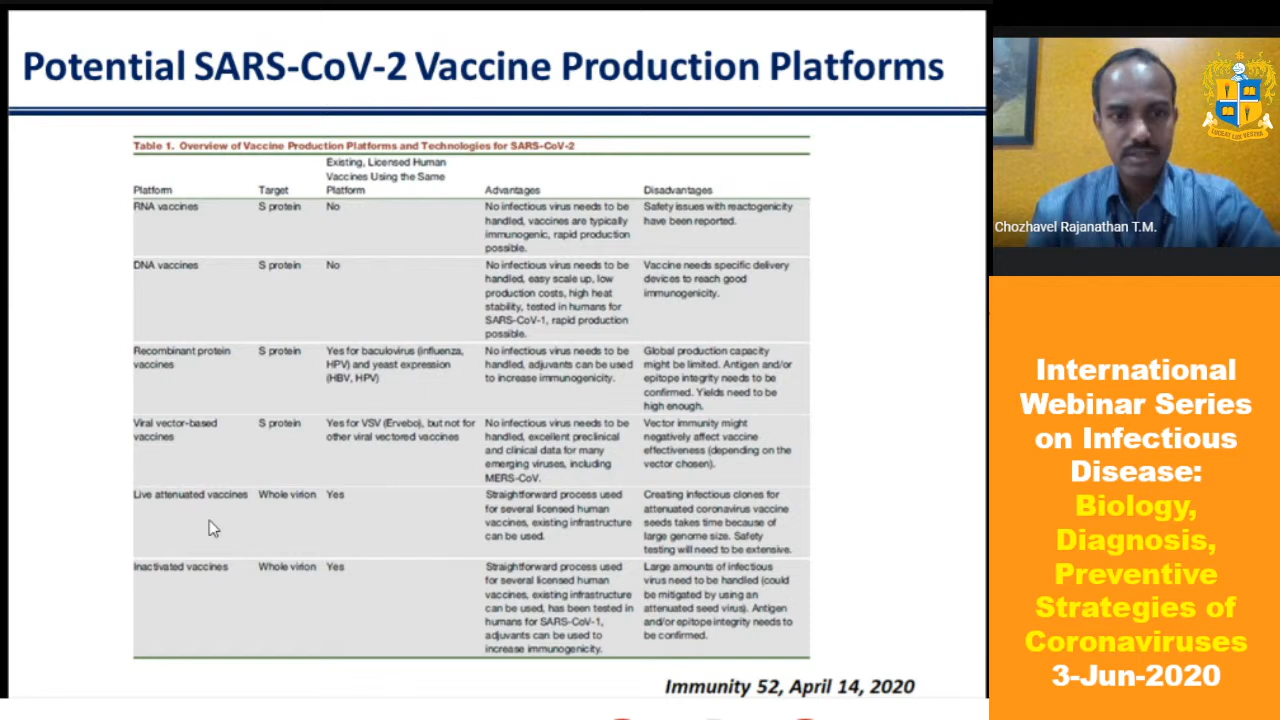 Potential SARS-CoV-2 Vaccine Production Platforms
Table 1. Overview of Vaccine Production Platforms and Technologies for SARS-CoV-2
Existing, Licensed Human
Vaccines Using the Same
Platform Target Platform Advantages Disadvantages
RNA vaccines S protein No No infectious virus needs to be Safety issues with reactogenicity
handled, vaccines are typically have been reported.
immunogenic, rapid production
possible.
DNA vaccines S protein No No infectious virus needs to be Vaccine needs specific delivery
handled, easy scale up, low devices to reach good
production costs, high heat immunogenicity.
stability, tested in humans for
SARS-CoV-1, rapid production
possible.
Recombinant protein S protein Yes for baculovirus (influenza, No infectious virus needs to be Global production capacity
vaccines HPV) and yeast expression handled, adjuvants can be used might be limited. Antigen and/or
(HBV, HPV) to increase immunogenicity. epitope integrity needs to be
confirmed. Yields need to be
high enough.
Viral vector-based S protein Yes for VSV (Ervebo), but not for No infectious virus needs to be Vector immunity might
vaccines other viral vectored vaccines handled, excellent preclinical negatively affect vaccine
and clinical data for many effectiveness (depending on the
emerging viruses, including vector chosen).
MERS-CoV.
Live attenuated vaccines Whole virion Yes Straightforward process used Creating infectious clones for
for several licensed human attenuated coronavirus vaccine
vaccines, existing infrastructure seeds takes time because of
can be used. large genome size. Safety
testing will need to be extensive.
Inactivated vaccines Whole virion Yes Straightforward process used Large amounts of infectious
for several licensed human virus need to be handled (could
vaccines, existing infrastructure be mitigated by using an
can be used, has been tested in attenuated seed virus). Antigen
humans for SARS-CoV-1, and/or epitope integrity needs to
adjuvants can be used to be confirmed.
increase immunogenicity.
Immunity 52, April 14, 2020
Chozhavel Rajanathan T.M.
LUCEAT LUX VESTRA
International
Webinar Series
on Infectious
Disease:
Biology,
Diagnosis,
Preventive
Strategies of
Coronaviruses
3-Jun-2020